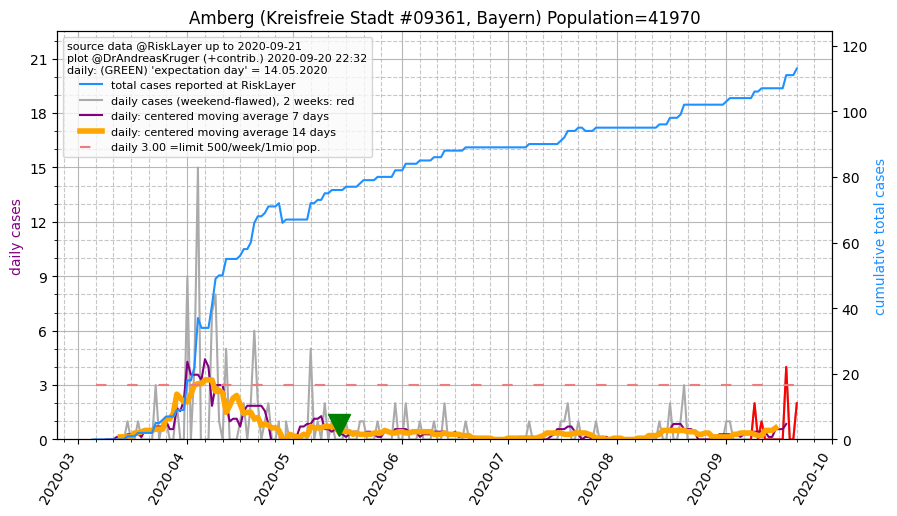 Amberg (Kreisfreie Stadt #09361, Bayern) Population=41970
source data @RiskLayer up to 2020-09-21
plot @DrAndreasKruger (+contrib.) 2020-09-20 22:32
daily: (GREEN) 'expectation day' = 14.05.2020
total cases reported at RiskLayer
daily cases (weekend-flawed), 2 weeks: red
daily: centered moving average 7 days
daily: centered moving average 14 days
daily 3.00 =limit 500/week/1mio pop.
daily cases
21
18
15
12
9
6
3
0
cumulative total cases
120
100
80
60
40
20
0
2020-03
2020-04
2020-05
2020-06
2020-07
2020-08
2020-09
2020-10